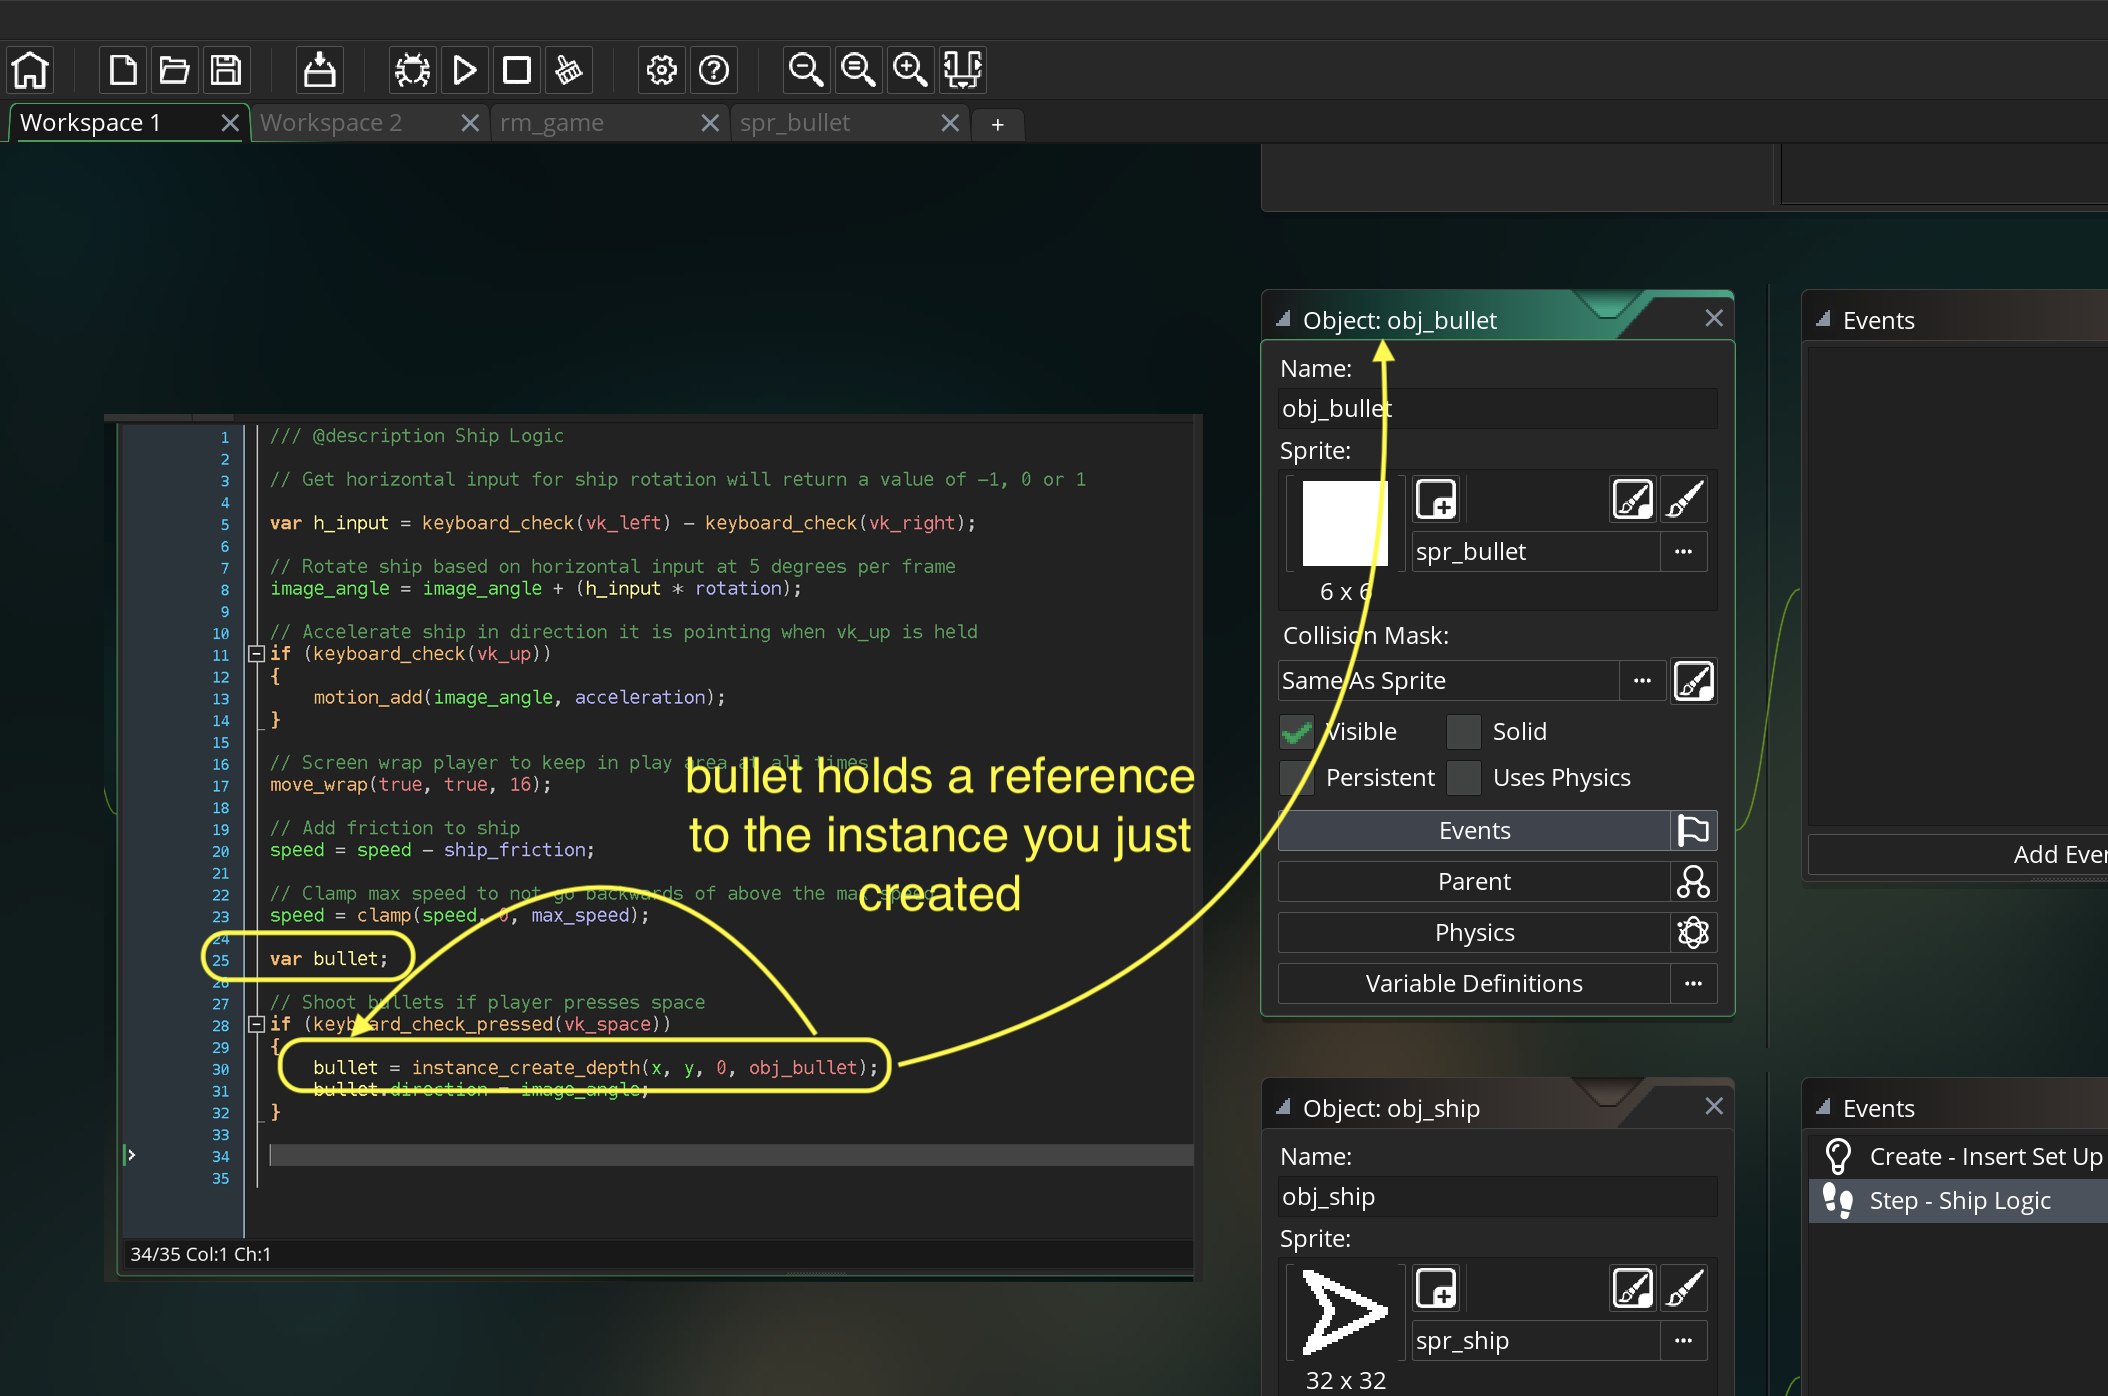 Workspace 1
Workspace 2
rm_game
spr_bullet
+
1 /// @description Ship Logic
2
3 // Get horizontal input for ship rotation will return a value of –1, 0 or 1
4
5 var h_input = keyboard_check(vk_left) – keyboard_check(vk_right);
6
7 // Rotate ship based on horizontal input at 5 degrees per frame
8 image_angle = image_angle + (h_input * rotation);
9
10 // Accelerate ship in direction it is pointing when vk_up is held
11 if (keyboard_check(vk_up))
12 {
13 motion_add(image_angle, acceleration);
14 }
15
16 // Screen wrap player to keep in play area at all times
17 move_wrap(true, true, 16);
18
19 // Add friction to ship
20 speed = speed – ship_friction;
21
22 // Clamp max speed to not go backwards of above the max speed
23 speed = clamp(speed, 0, max_speed);
24
25 var bullet;
26
27 // Shoot bullets if player presses space
28 if (keyboard_check_pressed(vk_space))
29 {
30 bullet = instance_create_depth(x, y, 0, obj_bullet);
31 bullet.direction = image_angle;
32 }
33
34
35
34/35 Col:1 Ch:1
bullet holds a reference
to the instance you just
created
Object: obj_bullet
Name:
obj_bullet
Sprite:
spr_bullet
6 x 6
Collision Mask:
Same As Sprite
Visible
Solid
Persistent
Uses Physics
Events
Parent
Physics
Variable Definitions
Events
Add Ever
Object: obj_ship
Name:
obj_ship
Sprite:
spr_ship
32 x 32
Events
Create - Insert Set Up
Step - Ship Logic